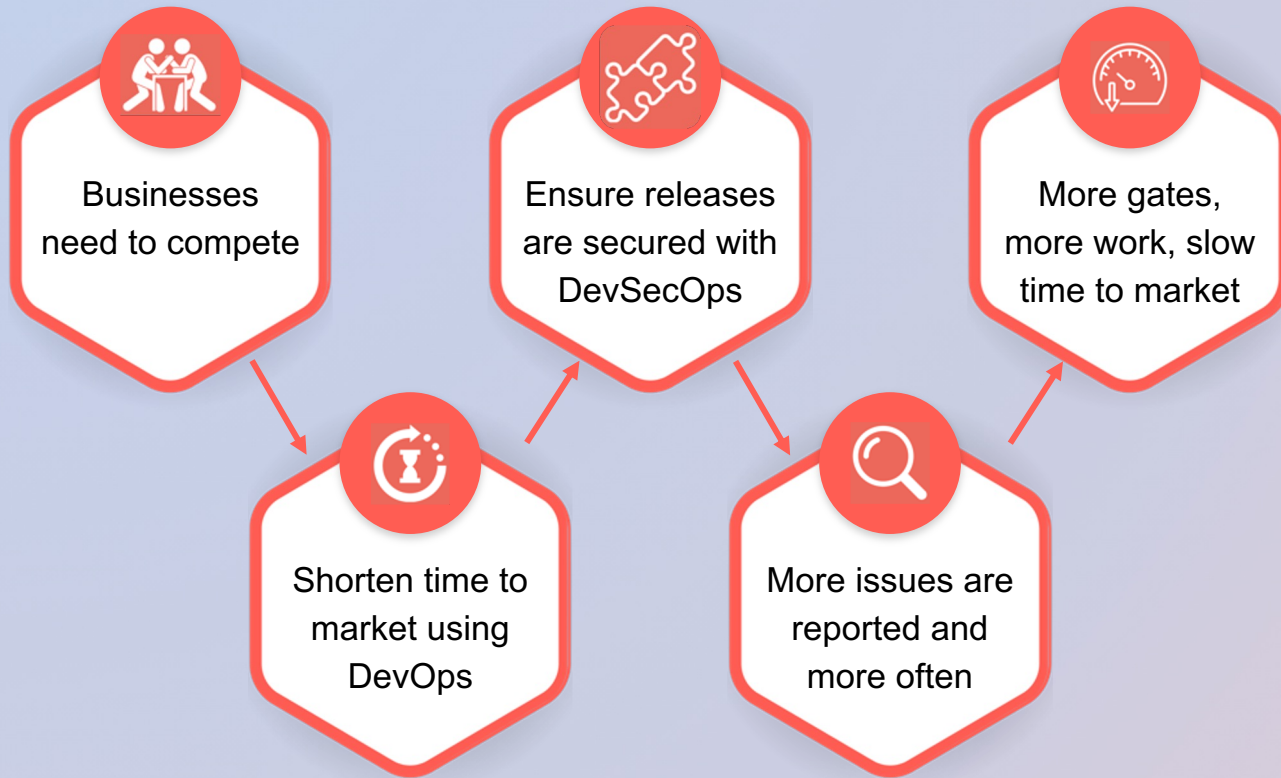 Businesses
need to compete
Shorten time to
market using
DevOps
Ensure releases
are secured with
DevSecOps
More issues are
reported and
more often
More gates,
more work, slow
time to market